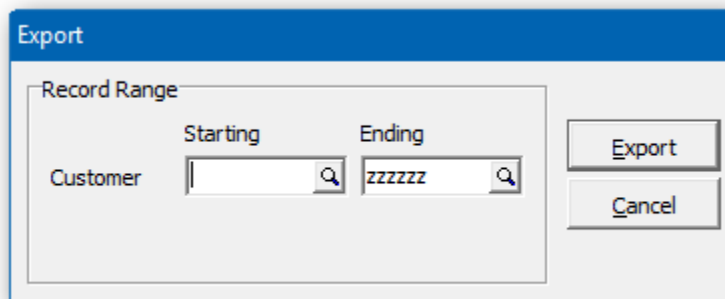 Export
Record Range
Starting Ending
Customer zzzzzz
Export
Cancel